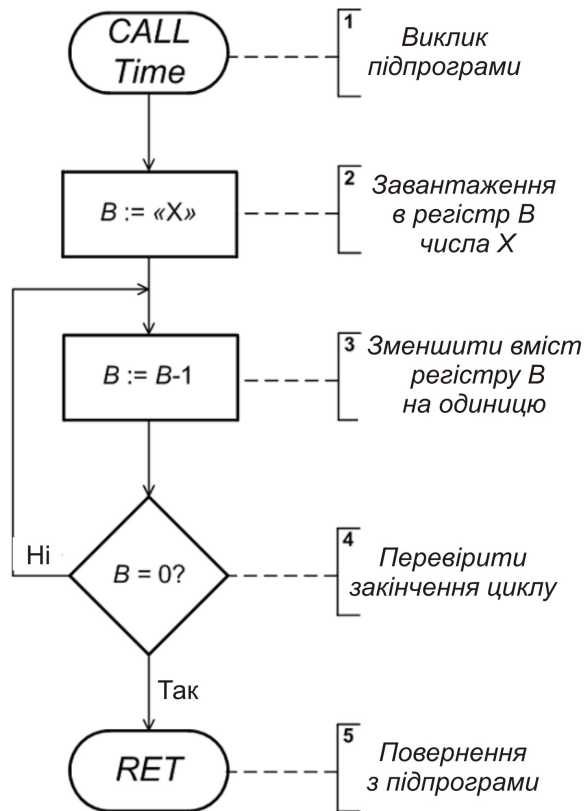 CALL
Time
1
Виклик
підпрограми
B := «X»
2
Завантаження
в регістр B
числа X
B := B-1
3
Зменшити вміст
регістру B
на одиницю
Ні
B = 0?
4
Перевірити
закінчення циклу
Так
RET
5
Повернення
з підпрограми